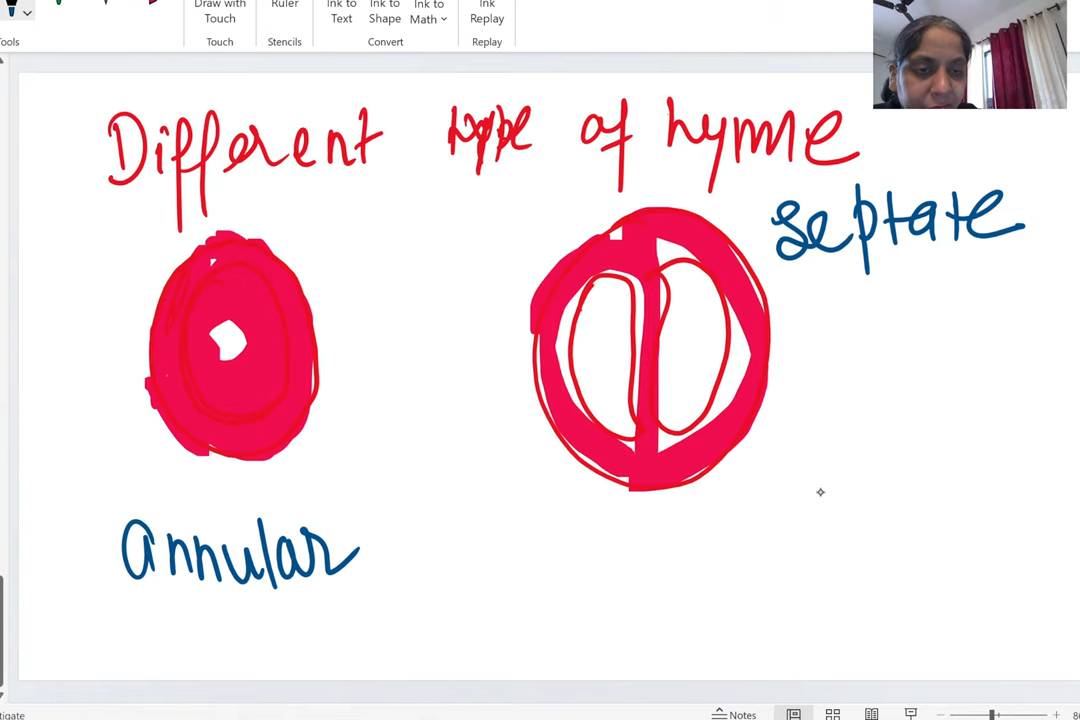 Draw with Touch
Ruler
Ink to Text
Ink to Shape
Ink to Math
Ink Replay
Tools
Touch
Stencils
Convert
Replay
Different type of hyme
septate
annular
Notes